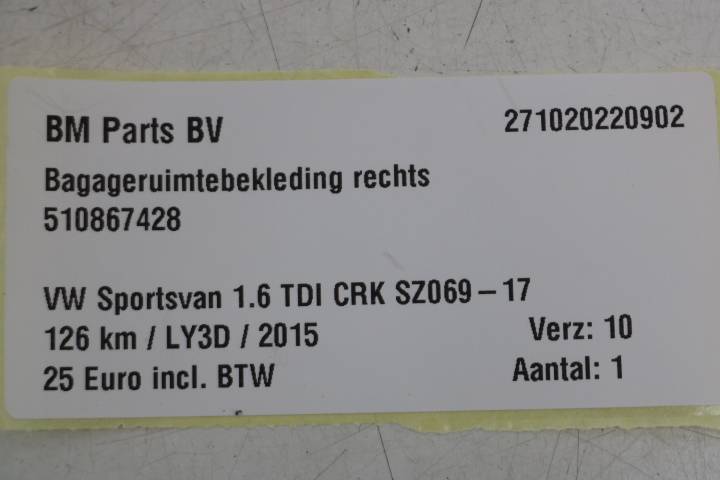 BM Parts BV 271020220902
Bagageruimtebekleding rechts
510867428
VW Sportsvan 1.6 TDI CRK SZ069-17
126 km / LY3D / 2015 Verz: 10
25 Euro incl. BTW Aantal: 1